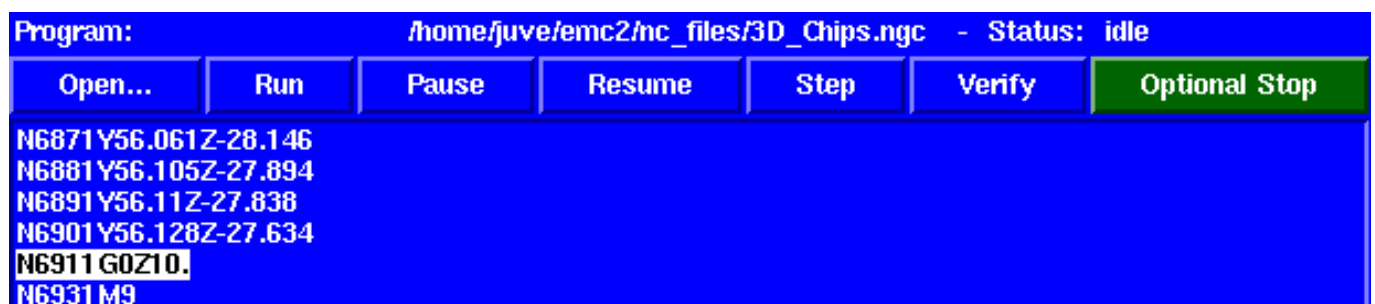 Program: /home/juve/emc2/nc_files/3D_Chips.ngc - Status: idle
Open... Run Pause Resume Step Verify Optional Stop
N6871Y56.061Z-28.146
N6881Y56.105Z-27.894
N6891Y56.11Z-27.838
N6901Y56.128Z-27.634
N6911G0Z10.
N6931M9